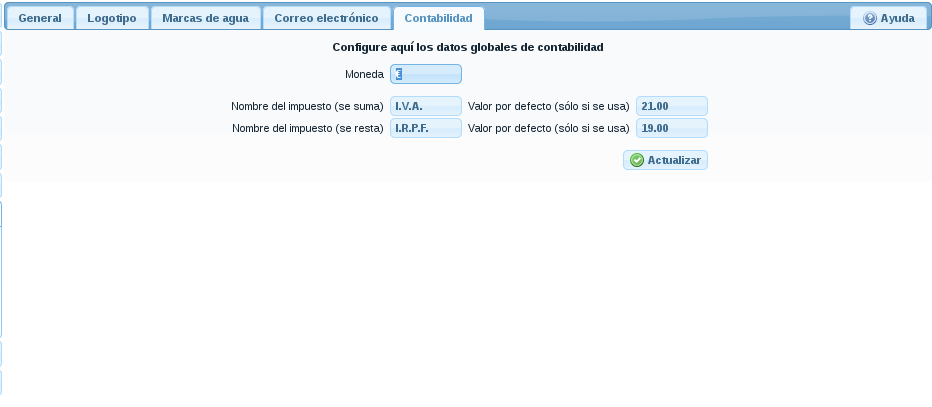 General Logotipo Marcas de agua Correo electrónico Contabilidad Ayuda
Configure aquí los datos globales de contabilidad
Moneda €
Nombre del impuesto (se suma) I.V.A. Valor por defecto (sólo si se usa) 21.00
Nombre del impuesto (se resta) I.R.P.F. Valor por defecto (sólo si se usa) 19.00
Actualizar